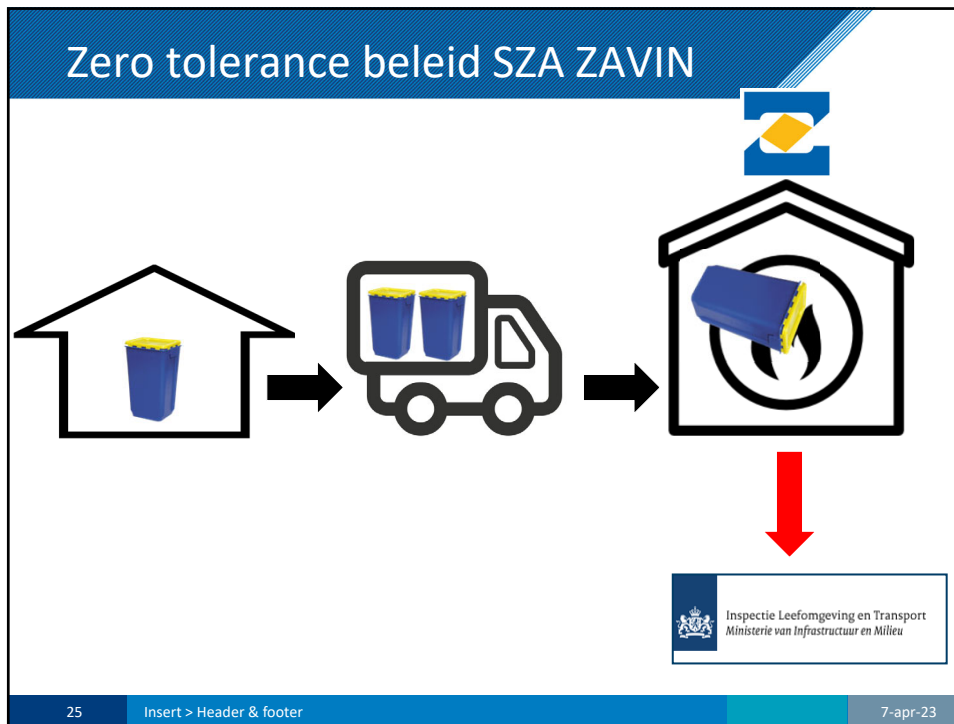 Zero tolerance beleid SZA ZAVIN
Inspectie Leefomgeving en Transport
Ministerie van Infrastructuur en Milieu
25 Insert > Header & footer 7-apr-23